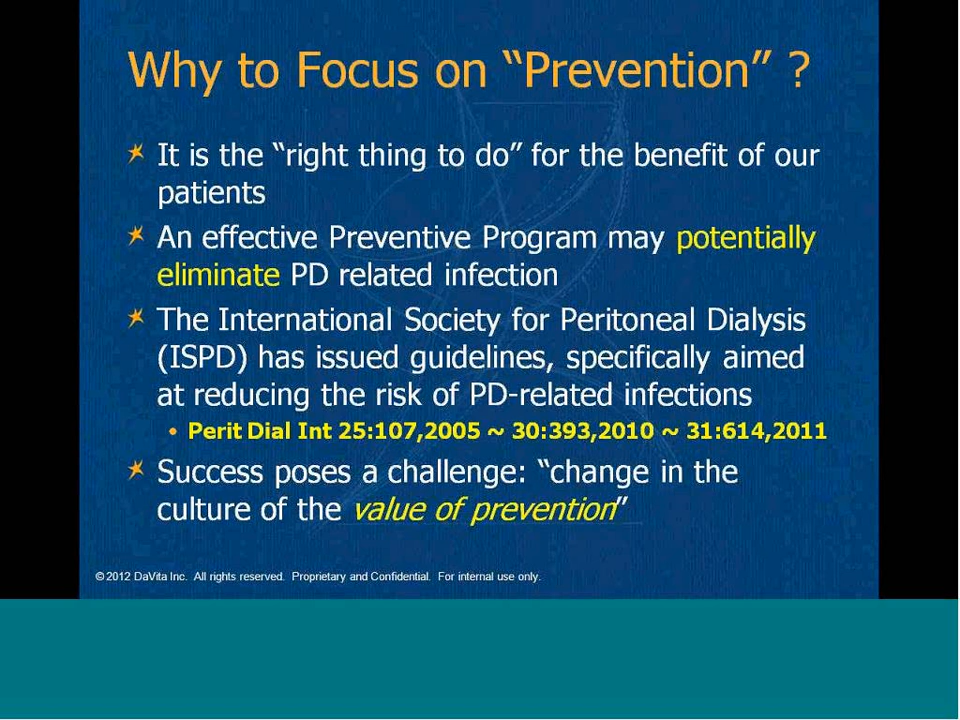 Why to Focus on “Prevention” ?
It is the “right thing to do” for the benefit of our
patients
An effective Preventive Program may potentially
eliminate PD related infection
The International Society for Peritoneal Dialysis
(ISPD) has issued guidelines, specifically aimed
at reducing the risk of PD-related infections
• Perit Dial Int 25:107,2005 ~ 30:393,2010 ~ 31:614,2011
Success poses a challenge: “change in the
culture of the value of prevention”
© 2012 DaVita Inc. All rights reserved. Proprietary and Confidential. For internal use only.